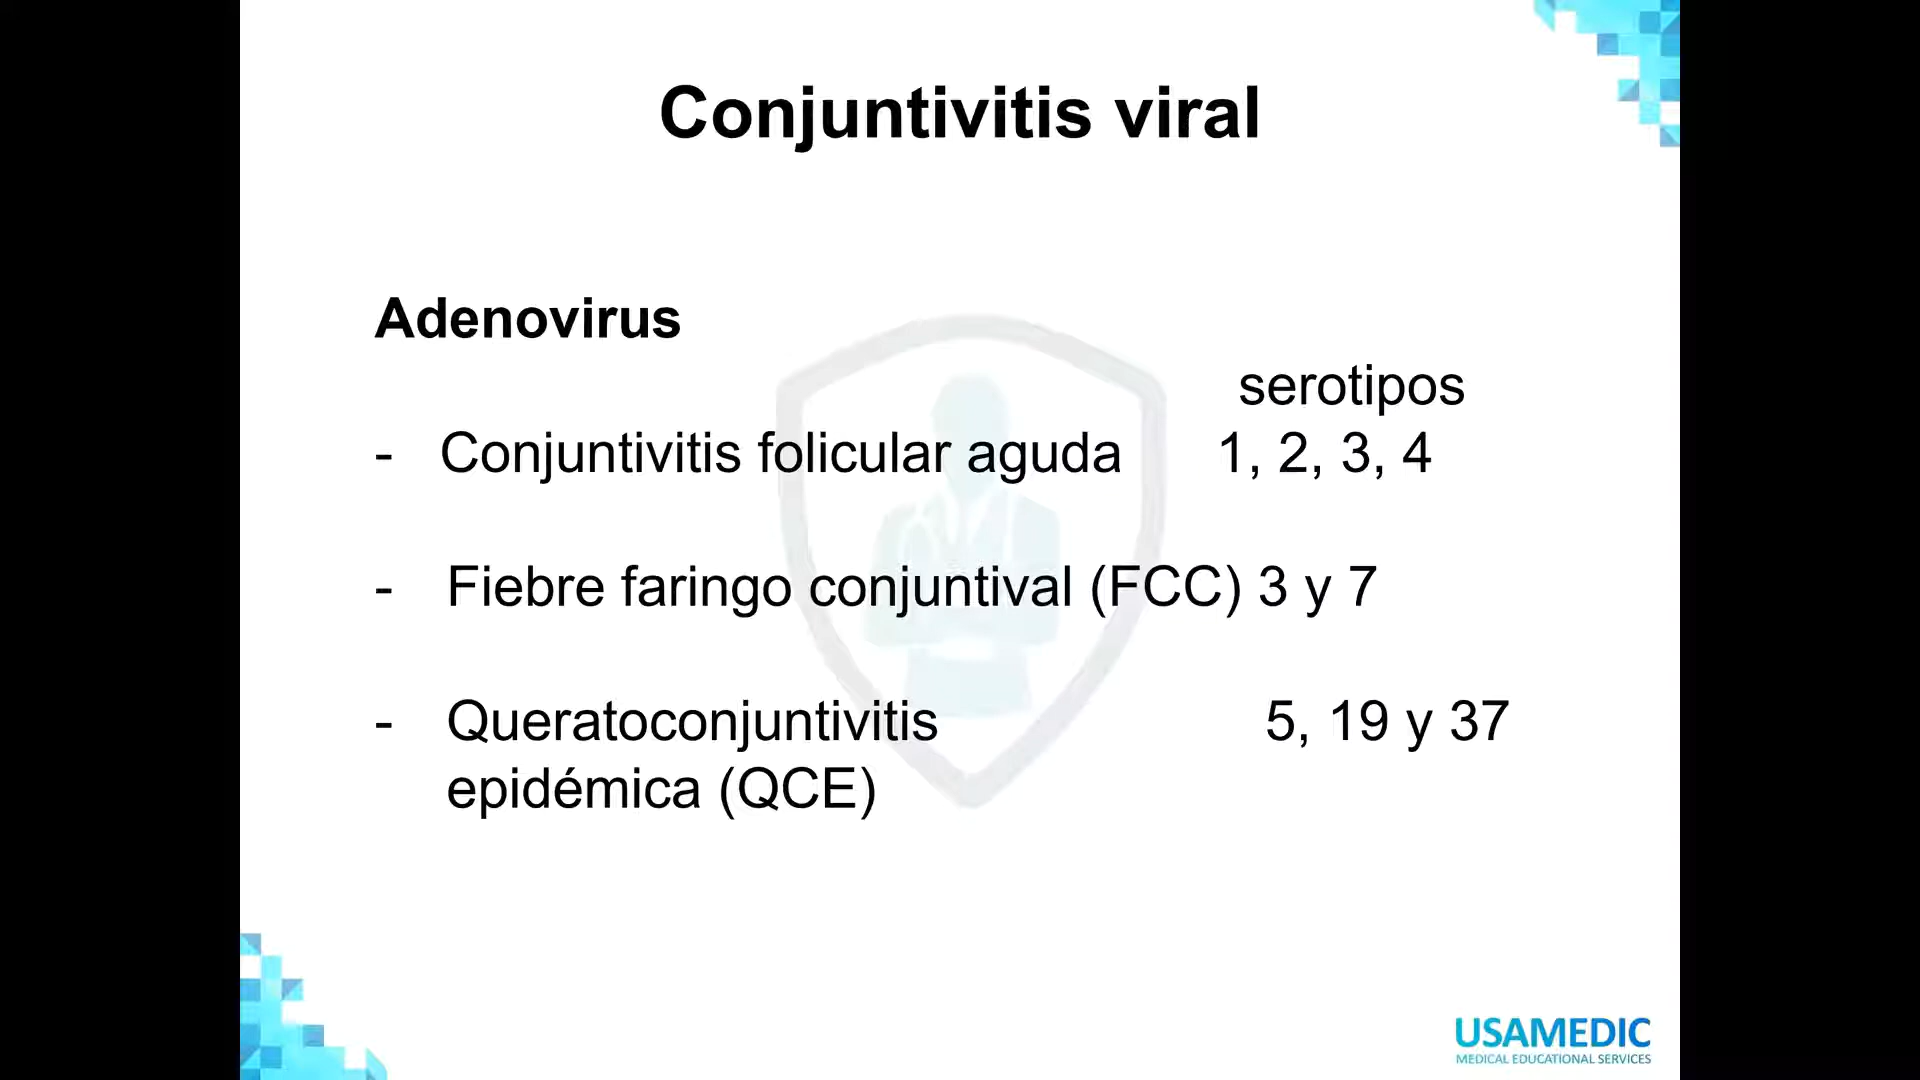 Conjuntivitis viral
Adenovirus
serotipos
- Conjuntivitis folicular aguda 1, 2, 3, 4
- Fiebre faringo conjuntival (FCC) 3 y 7
- Queratoconjuntivitis 5, 19 y 37
epidémica (QCE)
USAMEDIC
MEDICAL EDUCATIONAL SERVICES